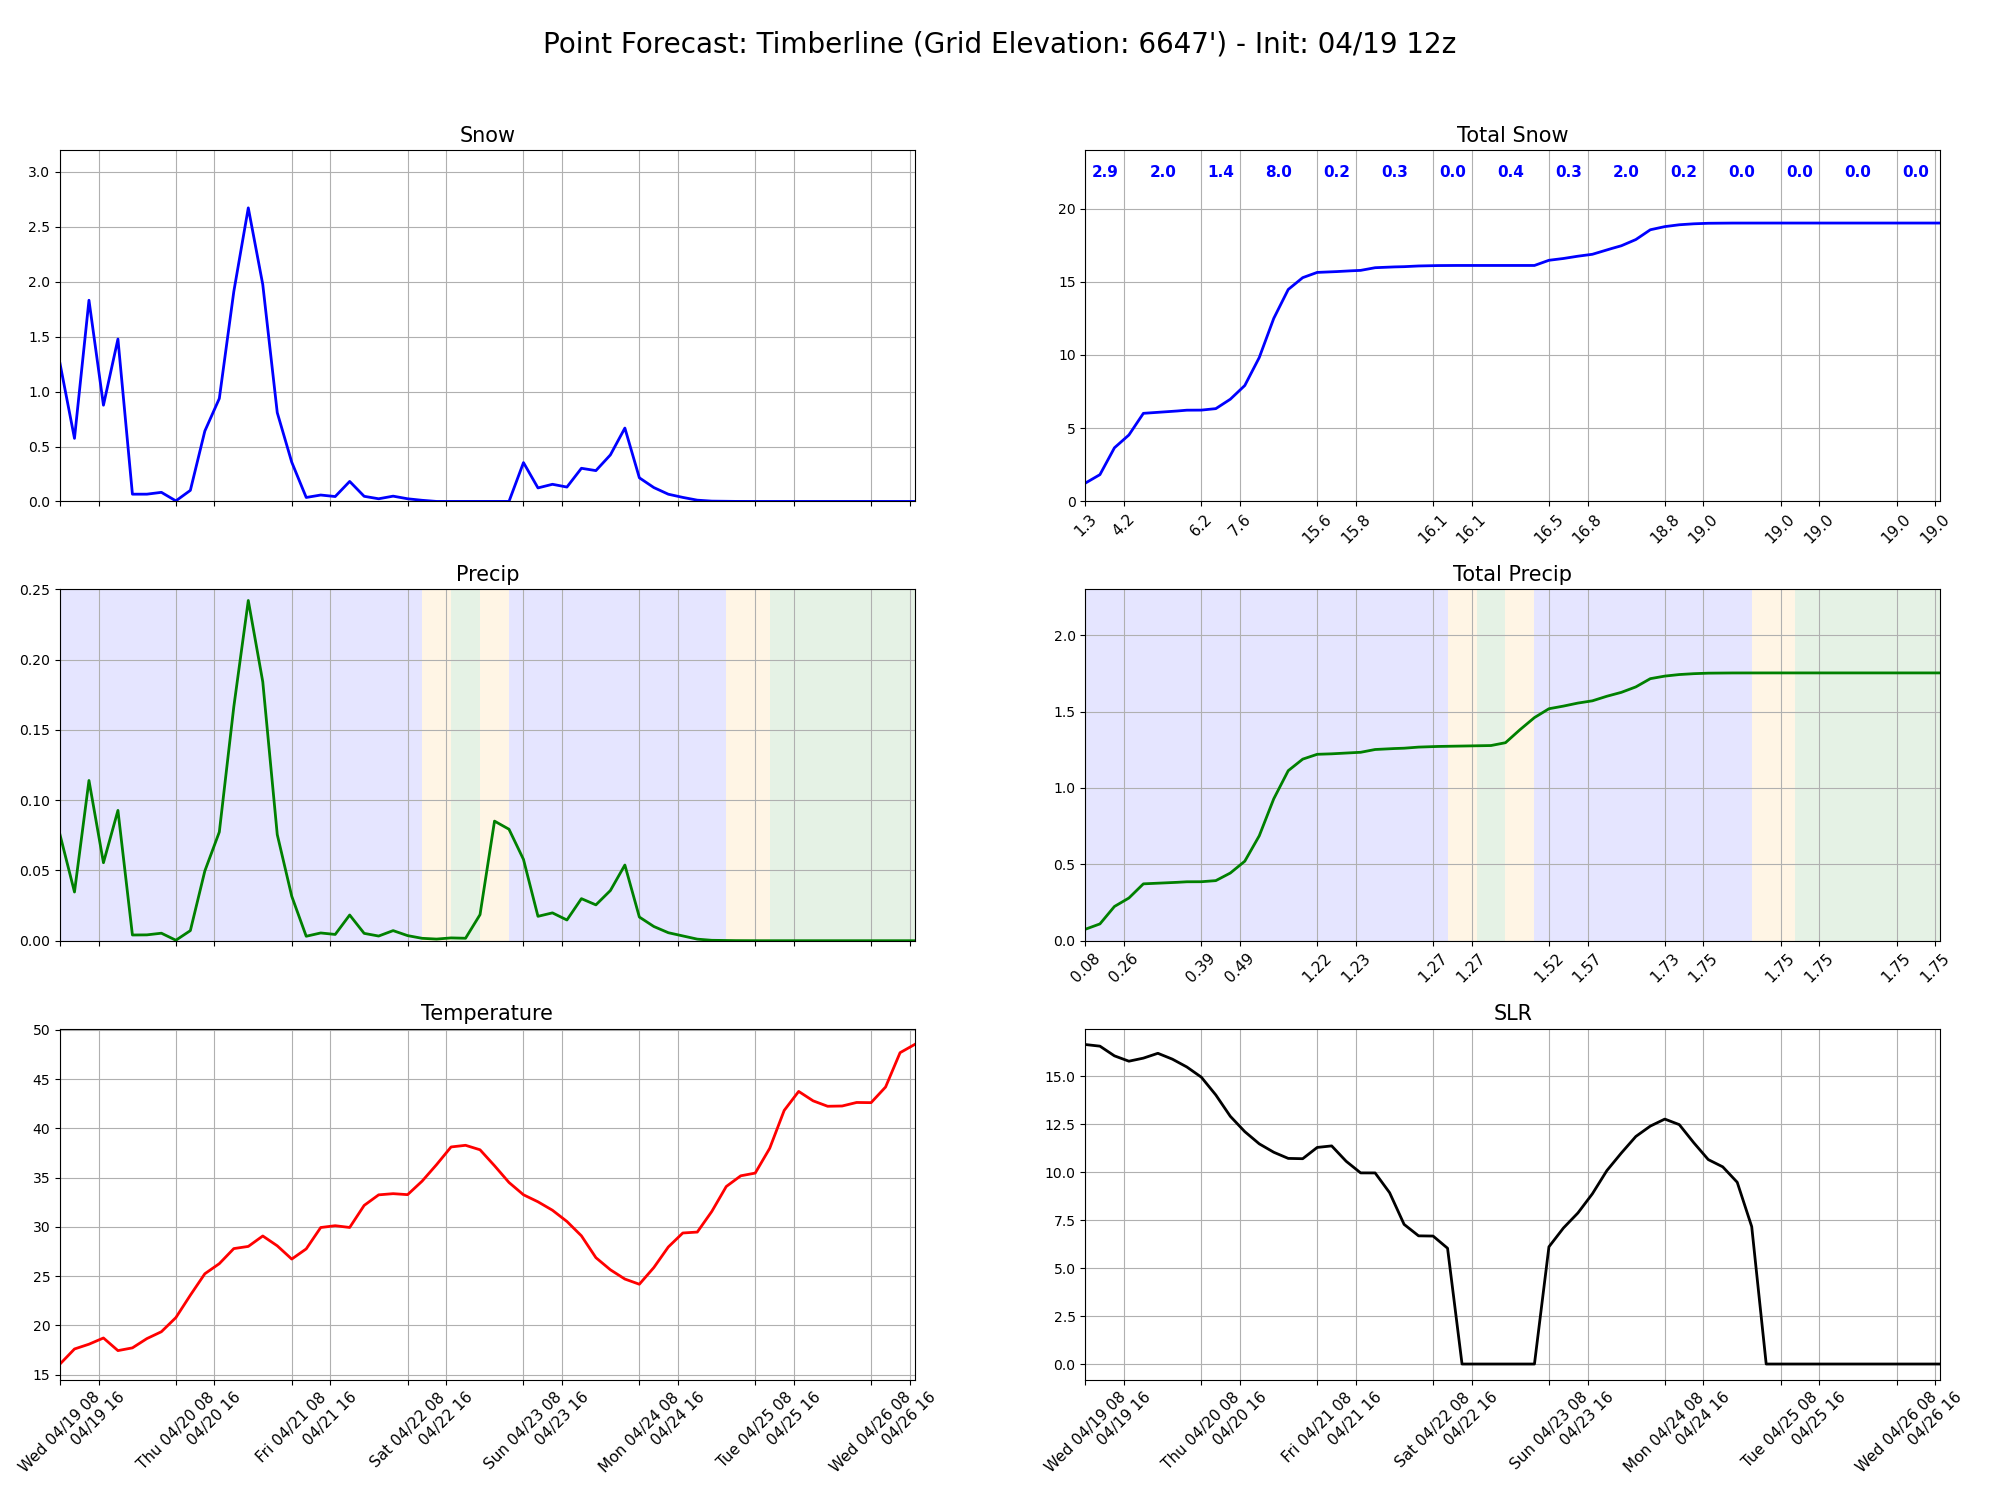 Point Forecast: Timberline (Grid Elevation: 6647') - Init: 04/19 12z
Snow
3.0
2.5
2.0
1.5
1.0
0.5
0.0
Total Snow
2.9 2.0 1.4 8.0 0.2 0.3 0.0 0.4 0.3 2.0 0.2 0.0 0.0 0.0 0.0
20
15
10
5
0
1.3 4.2 6.2 7.6 15.6 15.8 16.1 16.1 16.5 16.8 18.8 19.0 19.0 19.0 19.0 19.0
Precip
0.25
0.20
0.15
0.10
0.05
0.00
Total Precip
2.0
1.5
1.0
0.5
0.0
0.08 0.26 0.39 0.49 1.22 1.23 1.27 1.27 1.52 1.57 1.73 1.75 1.75 1.75 1.75 1.75
Temperature
50
45
40
35
30
25
20
15
Wed 04/19 08
04/19 16
Thu 04/20 08
04/20 16
Fri 04/21 08
04/21 16
Sat 04/22 08
04/22 16
Sun 04/23 08
04/23 16
Mon 04/24 08
04/24 16
Tue 04/25 08
04/25 16
Wed 04/26 08
04/26 16
SLR
15.0
12.5
10.0
7.5
5.0
2.5
0.0
Wed 04/19 08
04/19 16
Thu 04/20 08
04/20 16
Fri 04/21 08
04/21 16
Sat 04/22 08
04/22 16
Sun 04/23 08
04/23 16
Mon 04/24 08
04/24 16
Tue 04/25 08
04/25 16
Wed 04/26 08
04/26 16